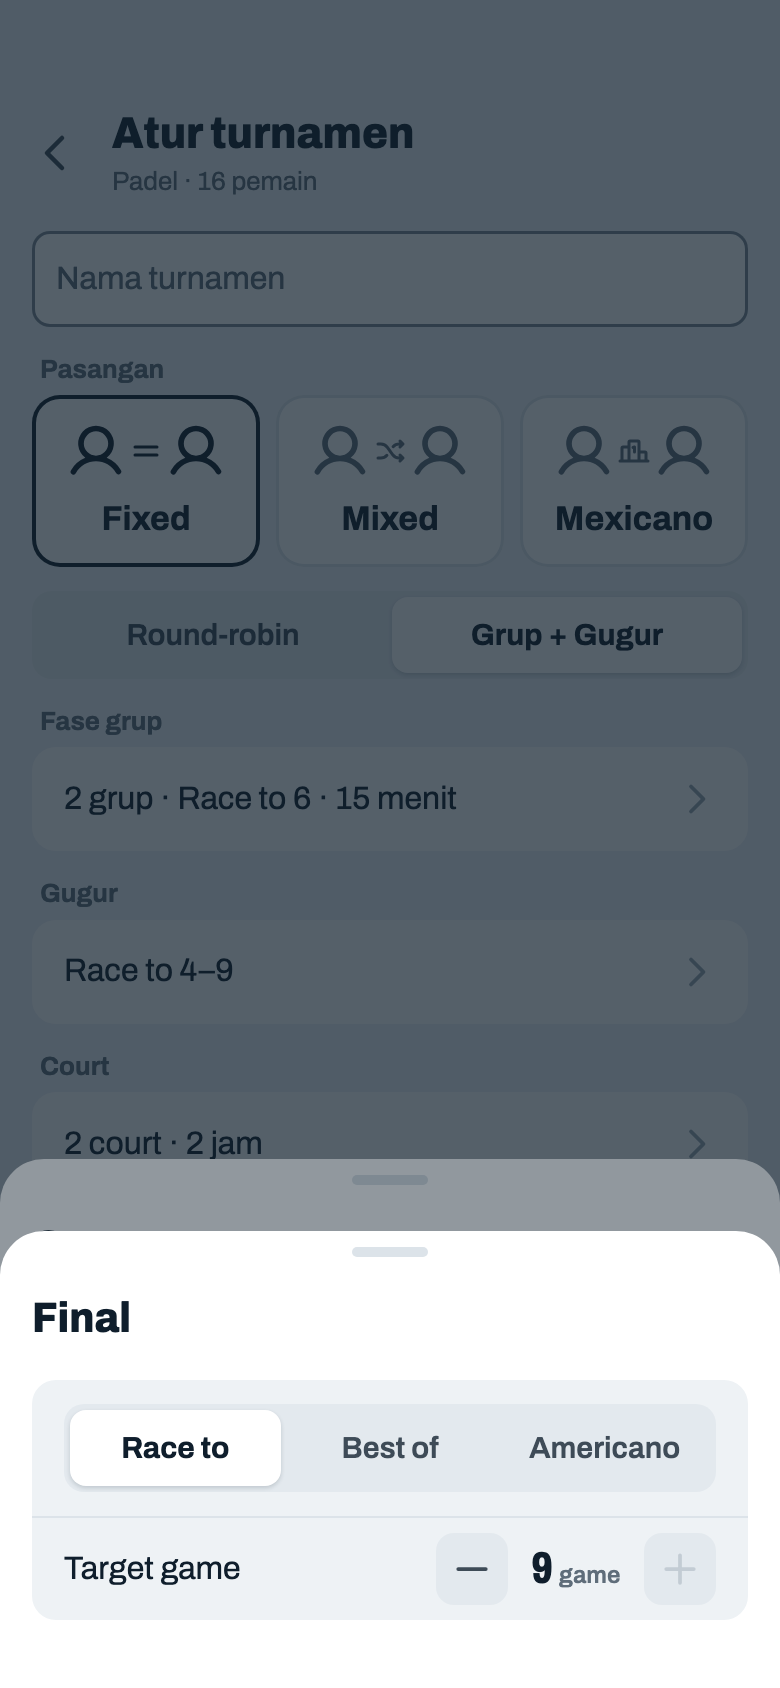 Atur turnamen
Padel · 16 pemain
Nama turnamen
Pasangan
Fixed
Mixed
Mexicano
Round-robin
Grup + Gugur
Fase grup
2 grup · Race to 6 · 15 menit
Gugur
Race to 4–9
Court
2 court · 2 jam
Final
Race to
Best of
Americano
Target game
9 game